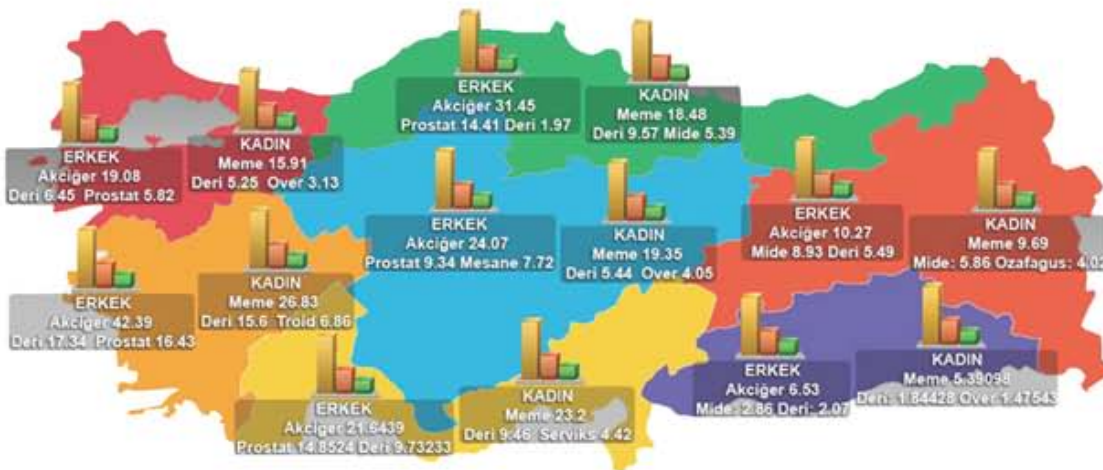 ERKEK
Akciğer 31.45
Prostat 14.41 Deri 1.97
KADIN
Meme 18.48
Deri 9.57 Mide 5.39
ERKEK
Akciğer 19.08
Deri 6.45 Prostat 5.82
KADIN
Meme 15.91
Deri 5.25 Over 3.13
ERKEK
Akciğer 24.07
Prostat 9.34 Mesane 7.72
KADIN
Meme 19.35
Deri 5.44 Over 4.05
ERKEK
Akciğer 10.27
Mide 8.93 Deri 5.49
KADIN
Meme 9.69
Mide: 5.86 Ozafagus: 4.02
ERKEK
Akciğer 42.39
Deri 17.34 Prostat 16.43
KADIN
Meme 26.83
Deri 15.6 Troid 6.86
ERKEK
Akciğer 21.6439
Prostat 14.8524 Deri 9.73233
KADIN
Meme 23.2
Deri 9.46 Serviks 4.42
ERKEK
Akciğer 6.53
Mide: 2.86 Deri: 2.07
KADIN
Meme 5.39098
Deri: 1.84428 Over 1.47543